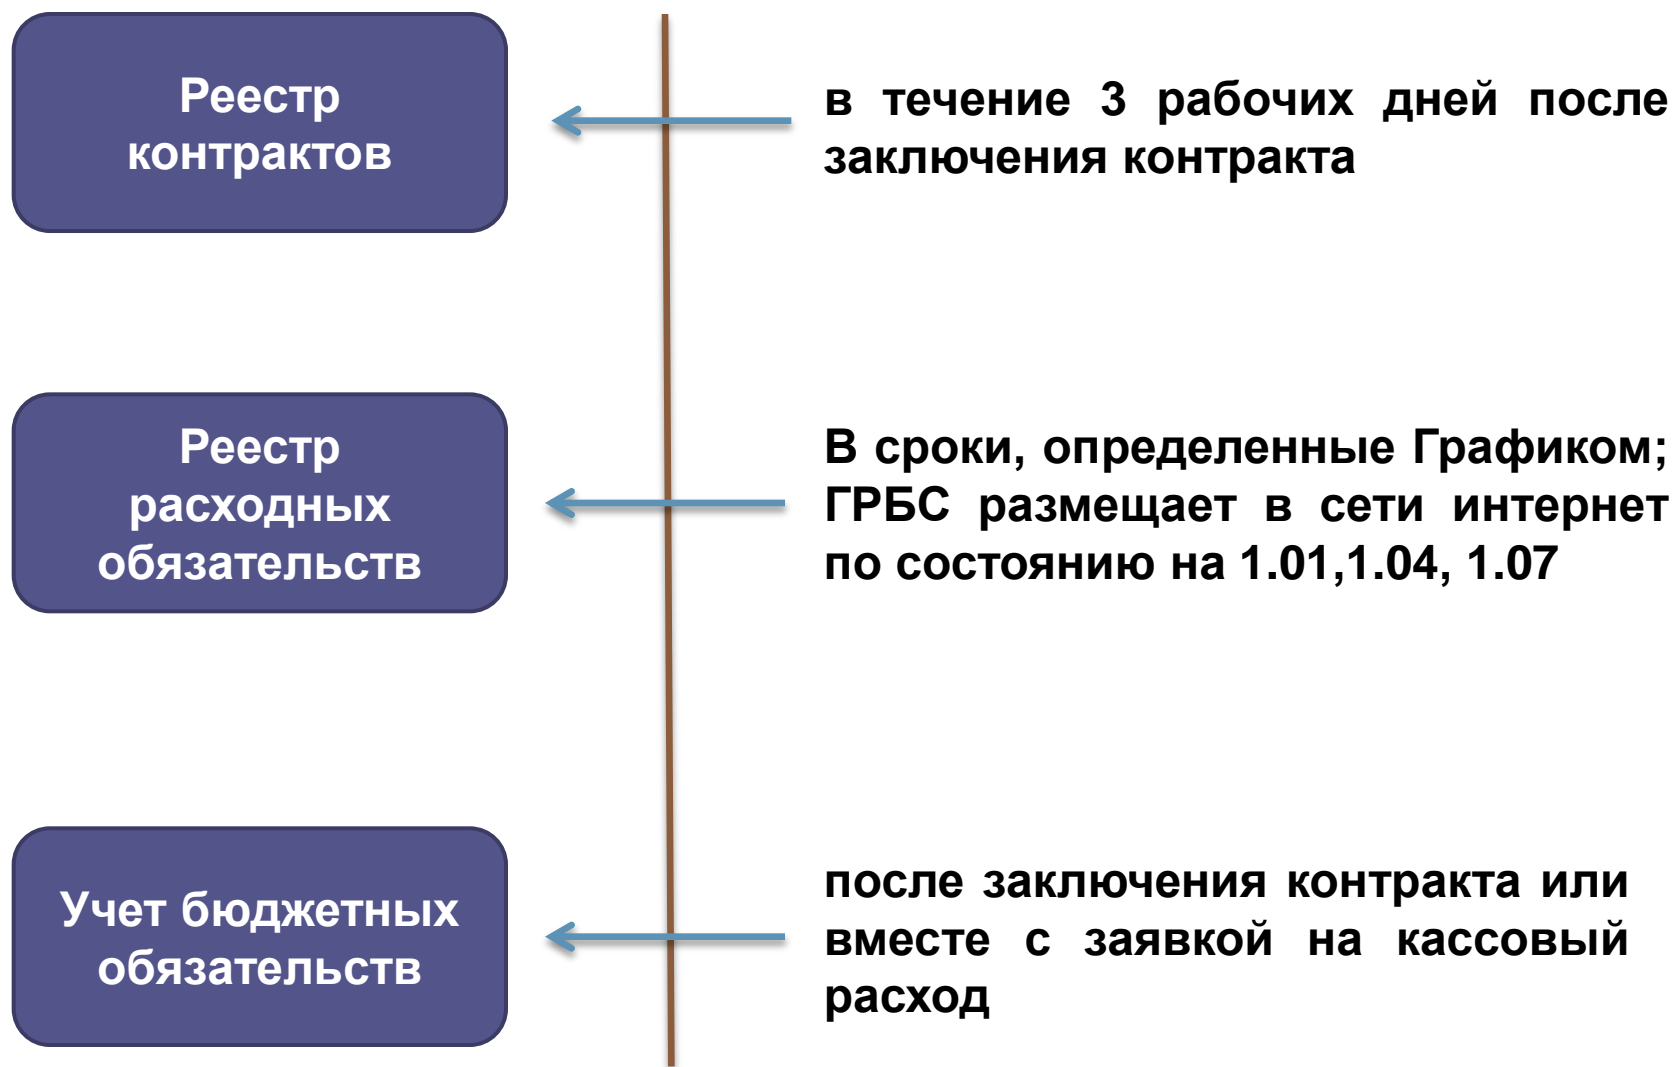 Реестр
контрактов
в течение 3 рабочих дней после
заключения контракта
Реестр
расходных
обязательств
В сроки, определенные Графиком;
ГРБС размещает в сети интернет
по состоянию на 1.01,1.04, 1.07
Учет бюджетных
обязательств
после заключения контракта или
вместе с заявкой на кассовый
расход